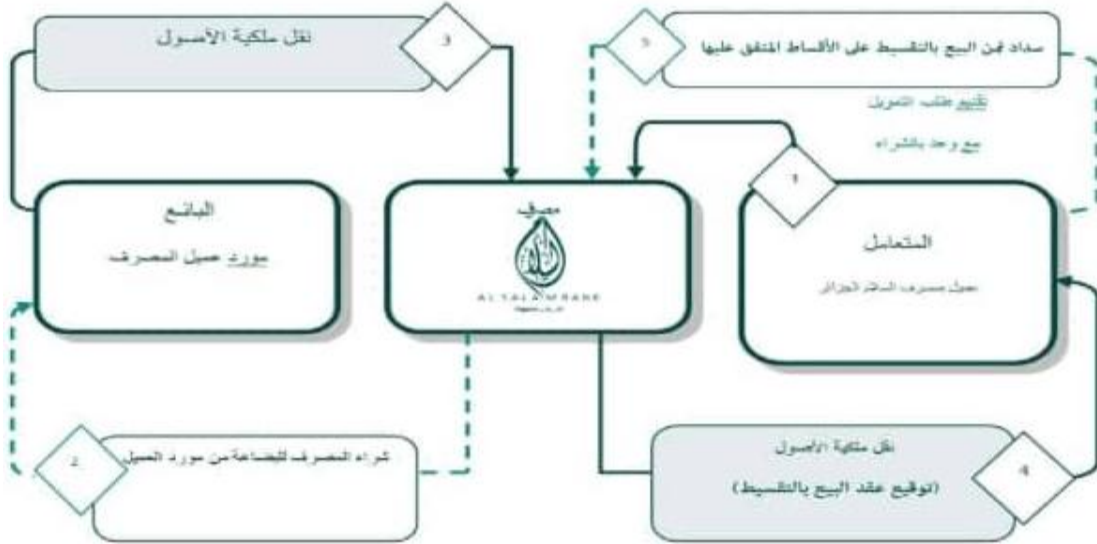 نقل ملكية الأصول
3
5
سداد ثمن البيع بالتقسيط على الأقساط المتفق عليها
تقديم طلب التمويل
مع وعد بالشراء
1
البائع
مورد عميل المصرف
مصرف
السلام
AL SALAM BANK
المتعامل
عميل مصرف السلام الجزائر
2
شراء المصرف للبضاعة من مورد العميل
نقل ملكية الأصول
(توقيع عقد البيع بالتقسيط)
4